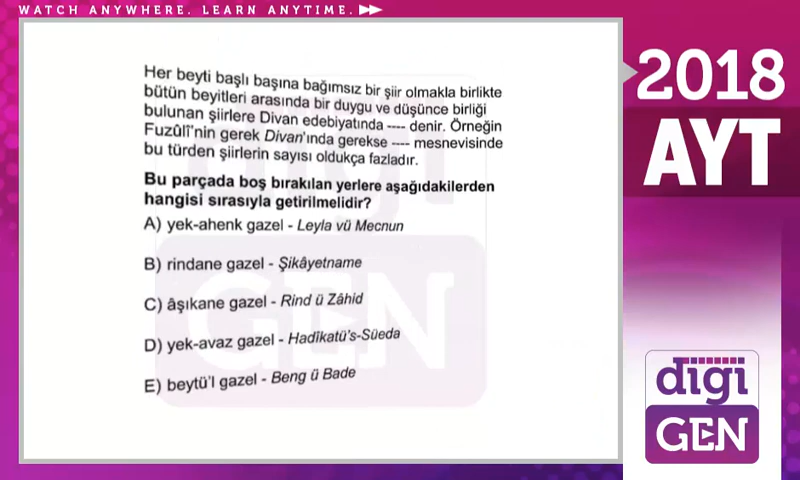 WATCH ANYWHERE. LEARN ANYTIME.
Her beyti başlı başına bağımsız bir şiir olmakla birlikte
bütün beyitleri arasında bir duygu ve düşünce birliği
bulunan şiirlere Divan edebiyatında ---- denir. Örneğin
Fuzûlî'nin gerek Divan'ında gerekse ---- mesnevisinde
bu türden şiirlerin sayısı oldukça fazladır.
Bu parçada boş bırakılan yerlere aşağıdakilerden
hangisi sırasıyla getirilmelidir?
A) yek-ahenk gazel - Leyla vü Mecnun
B) rindane gazel - Şikâyetname
C) âşıkane gazel - Rind ü Zâhid
D) yek-avaz gazel - Hadîkatü's-Süeda
E) beytü'l gazel - Beng ü Bade
2018
AYT
digi
GEN
digi
GEN